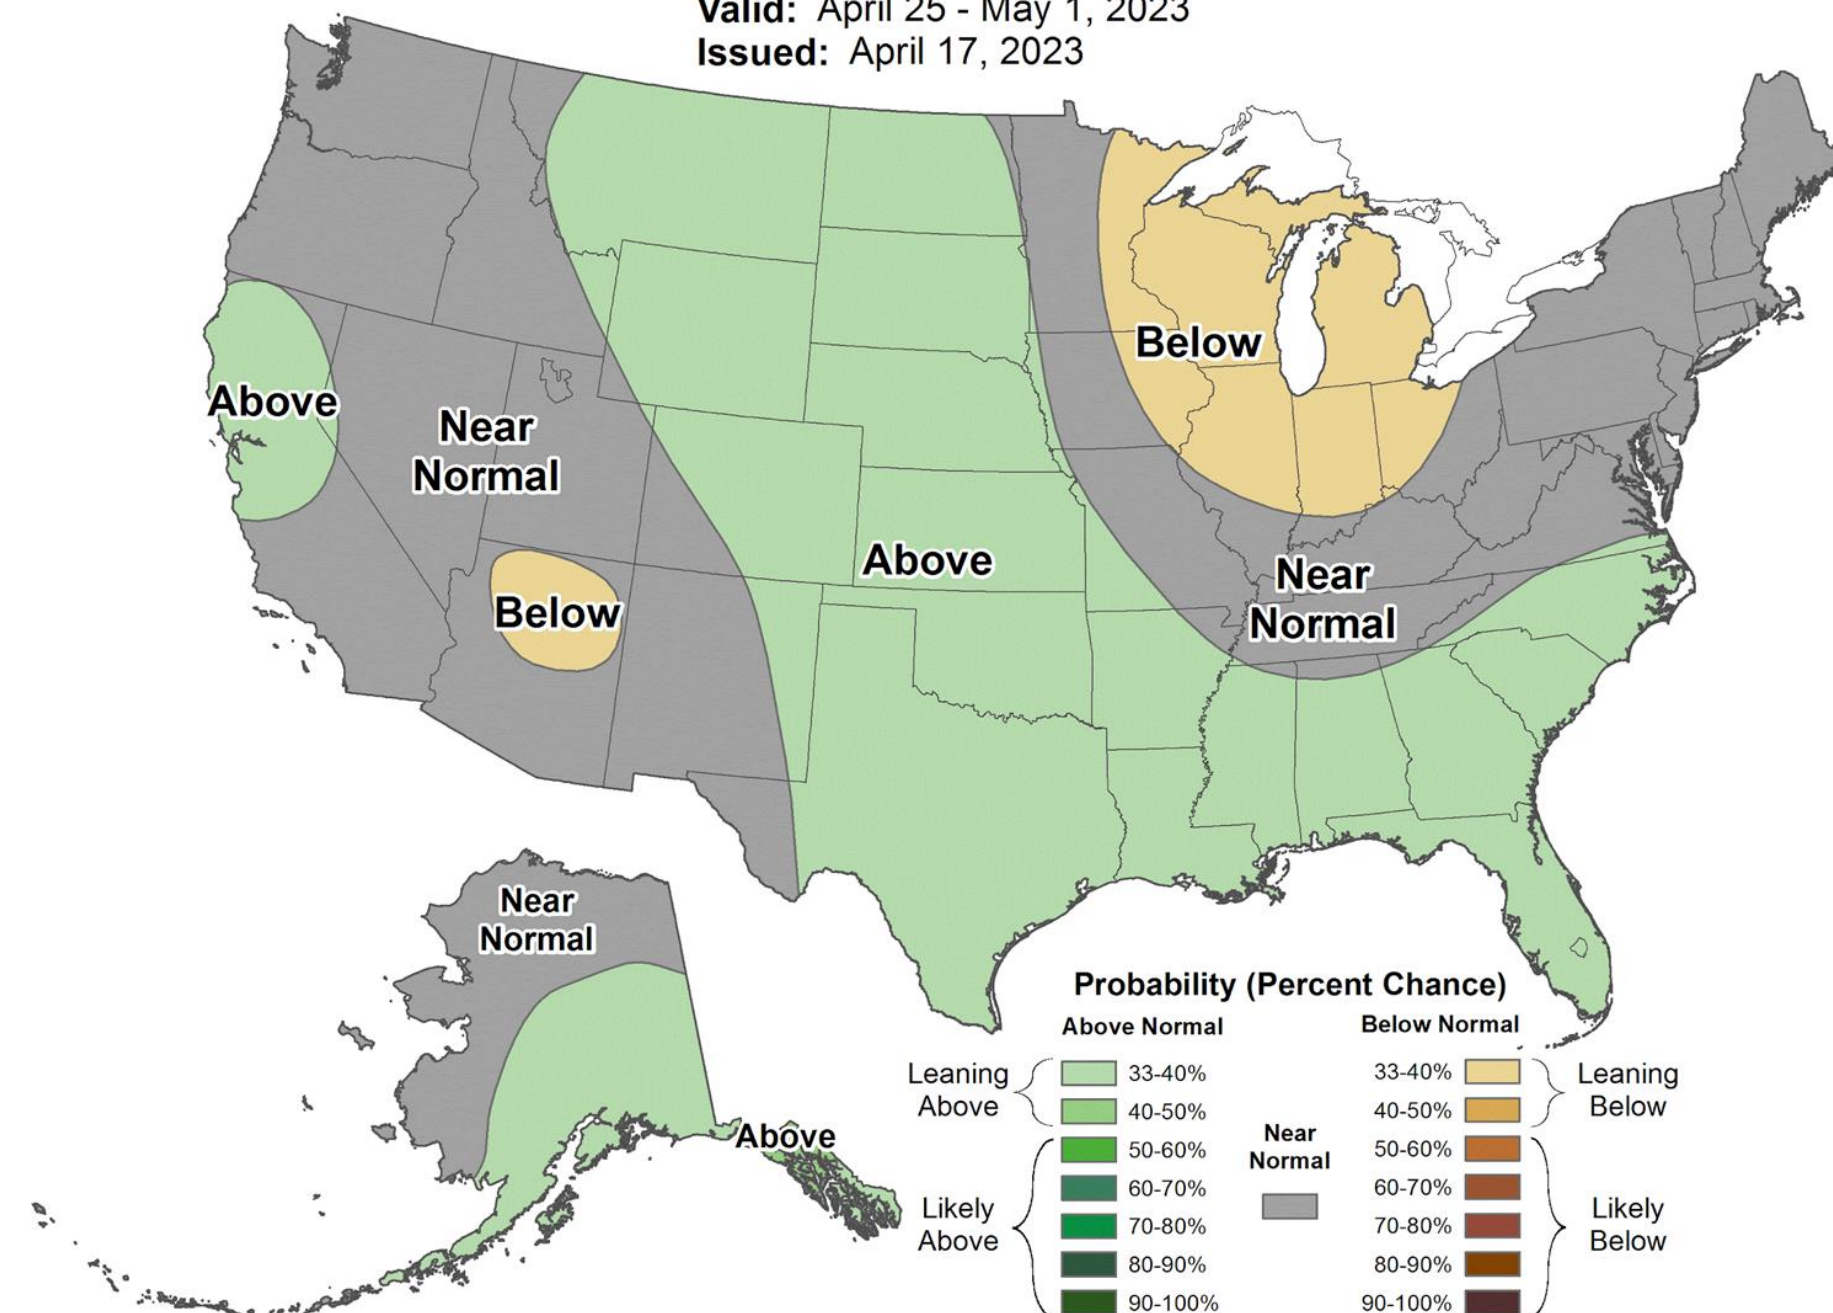 Valid: April 25 - May 1, 2023
Issued: April 17, 2023
Below
Above
Near
Normal
Above
Below
Near
Normal
Near
Normal
Above
Probability (Percent Chance)
Above Normal
Below Normal
Leaning
Above
33-40%
40-50%
50-60%
60-70%
70-80%
80-90%
90-100%
Likely
Above
Near
Normal
33-40%
40-50%
50-60%
60-70%
70-80%
80-90%
90-100%
Leaning
Below
Likely
Below